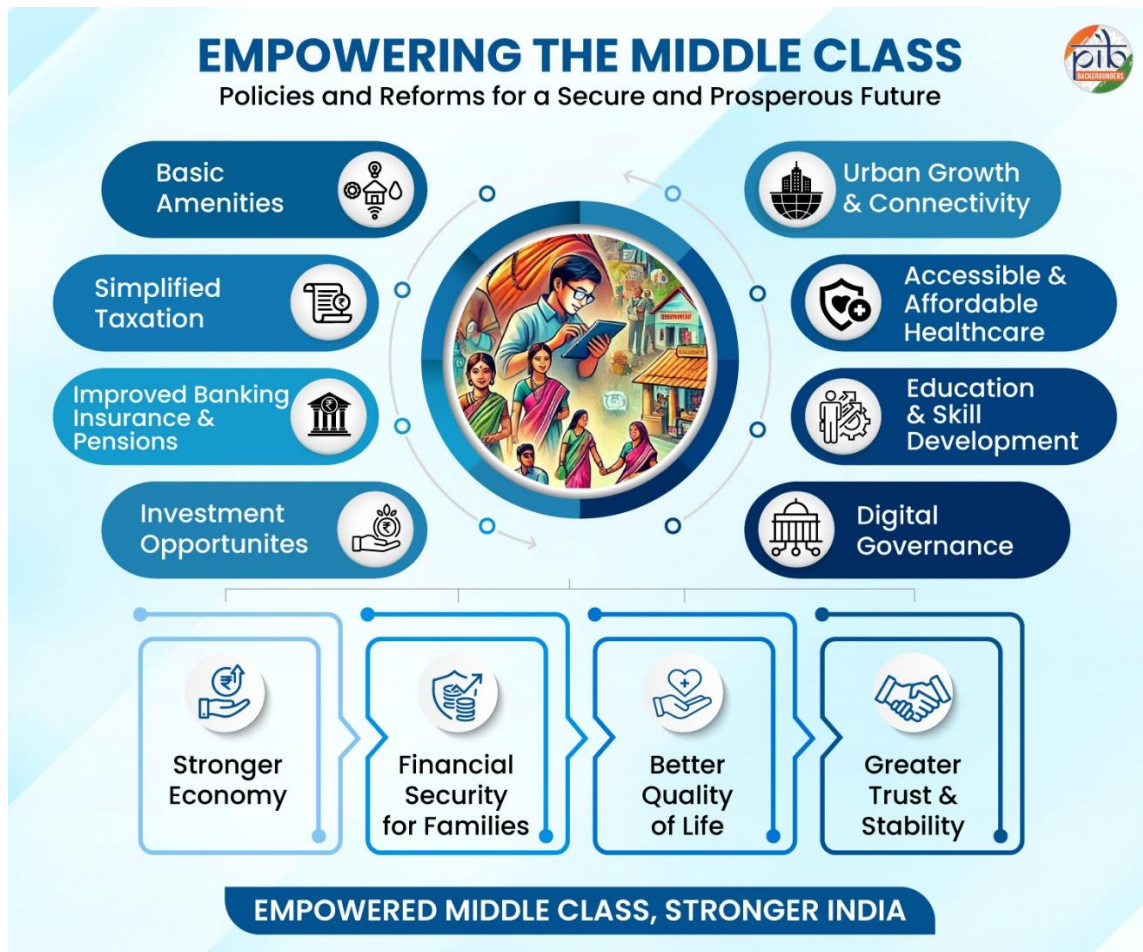 EMPOWERING THE MIDDLE CLASS
Policies and Reforms for a Secure and Prosperous Future
pib
BACKGROUNDERS
Basic
Amenities
Simplified
Taxation
Improved Banking
Insurance &
Pensions
Investment
Opportunites
Urban Growth
& Connectivity
Accessible &
Affordable
Healthcare
Education
& Skill
Development
Digital
Governance
Stronger
Economy
Financial
Security
for Families
Better
Quality
of Life
Greater
Trust &
Stability
EMPOWERED MIDDLE CLASS, STRONGER INDIA